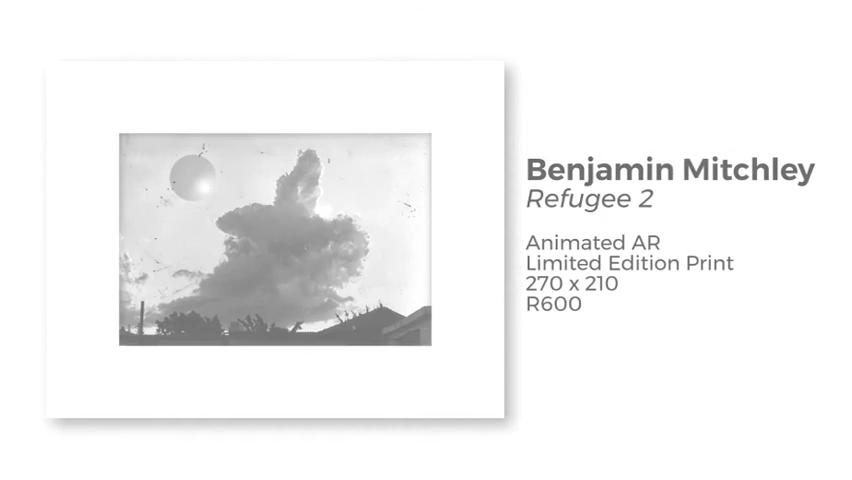 Benjamin Mitchley
Refugee 2
Animated AR
Limited Edition Print
270 x 210
R600